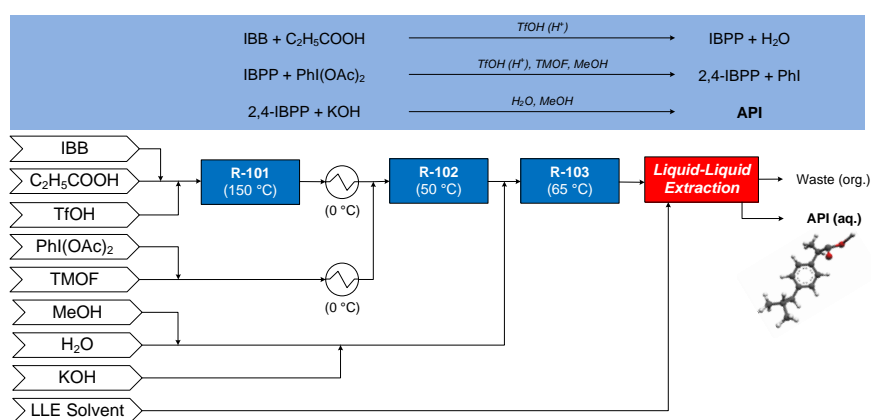 IBB + C₂H₅COOH TfOH (H⁺) IBPP + H₂O
IBPP + PhI(OAc)₂ TfOH (H⁺), TMOF, MeOH 2,4-IBPP + PhI
2,4-IBPP + KOH H₂O, MeOH API
IBB
C₂H₅COOH
TfOH
PhI(OAc)₂
TMOF
MeOH
H₂O
KOH
LLE Solvent
R-101
(150 °C)
(0 °C)
(0 °C)
R-102
(50 °C)
R-103
(65 °C)
Liquid-Liquid
Extraction
Waste (org.)
API (aq.)